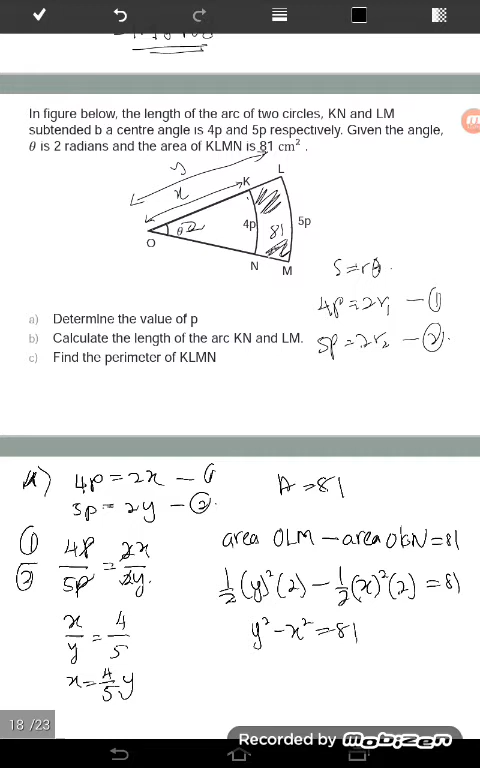 In figure below, the length of the arc of two circles, KN and LM
subtended b a centre angle is 4p and 5p respectively. Given the angle,
θ is 2 radians and the area of KLMN is 81 cm².
y
x
K
L
O
θ
4p
81
5p
N
M
S=rθ.
4p=2r₁ — ①
5p=2r₂ — ②.
a) Determine the value of p
b) Calculate the length of the arc KN and LM.
c) Find the perimeter of KLMN
a) 4p=2x — ①
5p=2y — ②.
A=81
①/② 4p/5p = 2x/2y.
x/y = 4/5
x=4/5 y
area OLM — area OKN=81
1/2(y)²(2) — 1/2(x)²(2) =81
y²-x²=81
18 /23
Recorded by mobizen